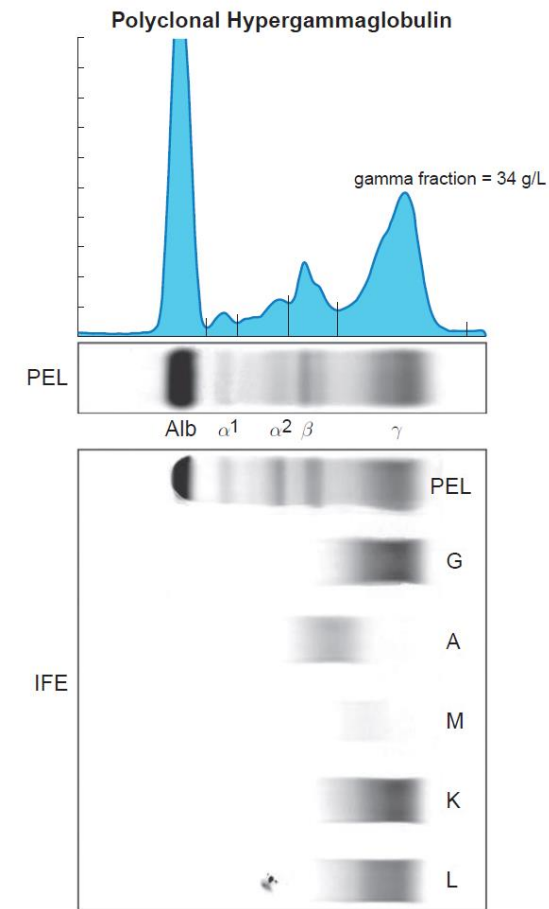 Polyclonal Hypergammaglobulin
gamma fraction = 34 g/L
PEL
Alb α1 α2 β γ
PEL
G
A
IFE
M
K
L